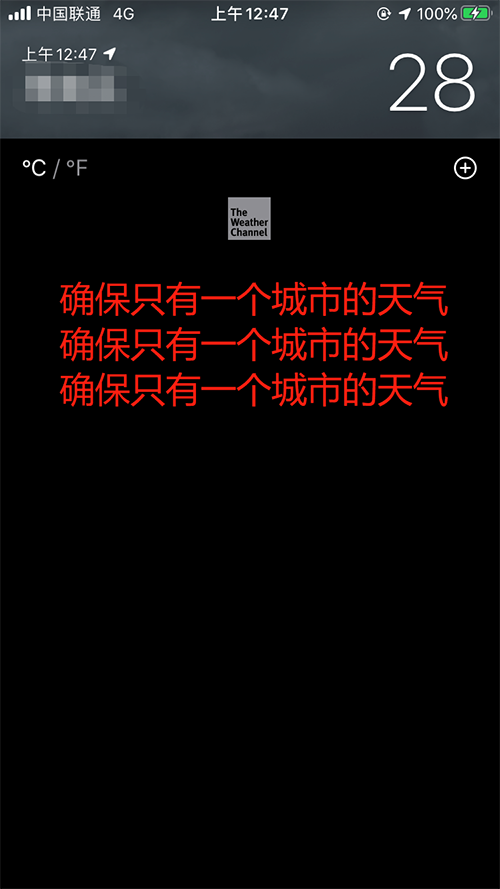 中国联通 4G 上午12:47 100%
上午12:47
28
°C / °F
The
Weather
Channel
确保只有一个城市的天气
确保只有一个城市的天气
确保只有一个城市的天气